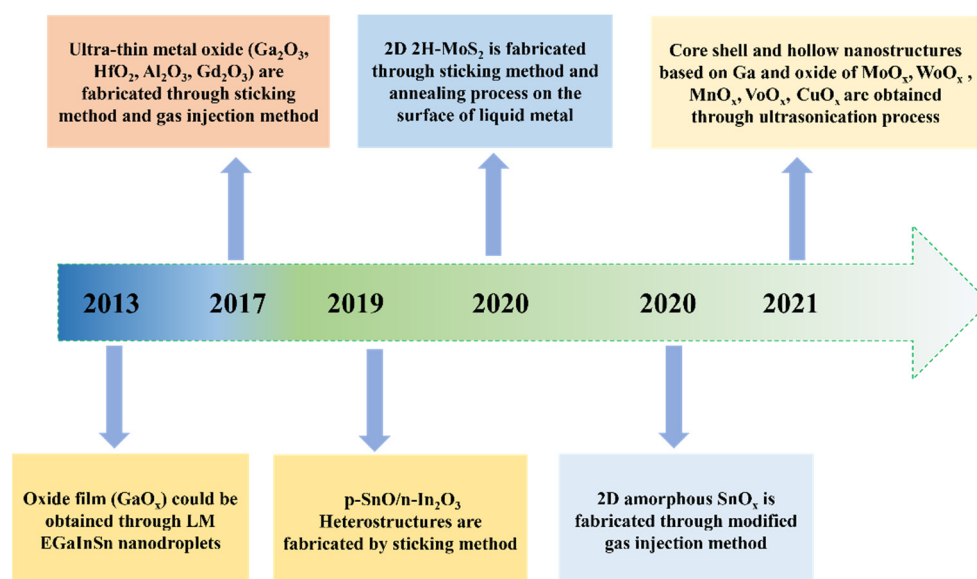 Ultra-thin metal oxide (Ga₂O₃,
HfO₂, Al₂O₃, Gd₂O₃) are
fabricated through sticking
method and gas injection method
2D 2H-MoS₂ is fabricated
through sticking method and
annealing process on the
surface of liquid metal
Core shell and hollow nanostructures
based on Ga and oxide of MoOₓ, WoOₓ ,
MnOₓ, VoOₓ, CuOₓ are obtained
through ultrasonication process
2013
2017
2019
2020
2020
2021
Oxide film (GaOₓ) could be
obtained through LM
EGaInSn nanodroplets
p-SnO/n-In₂O₃
Heterostructures are
fabricated by sticking method
2D amorphous SnOₓ is
fabricated through modified
gas injection method